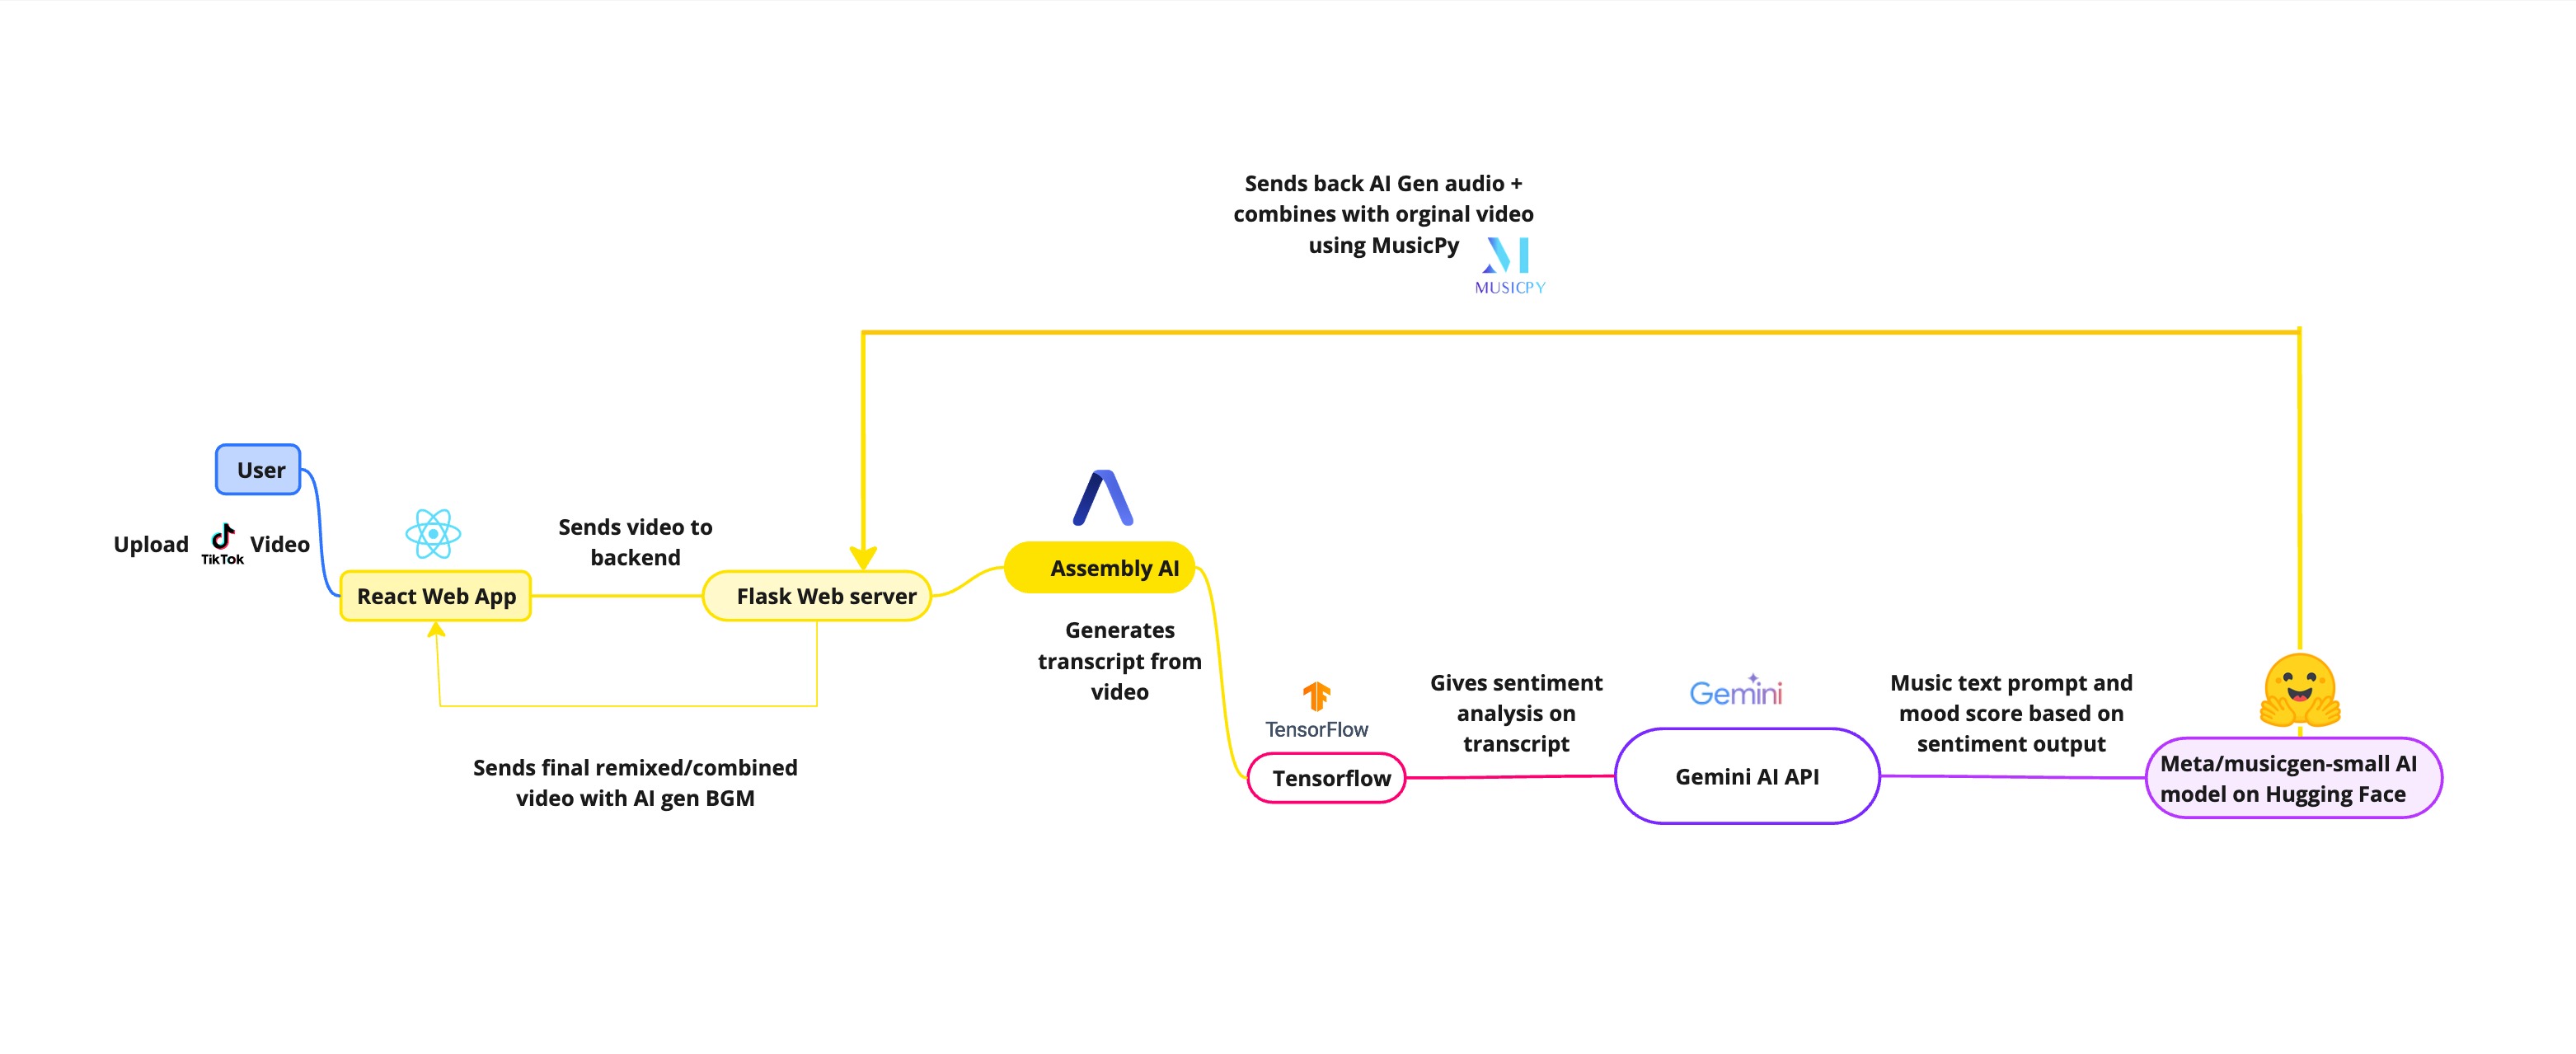 Sends back AI Gen audio +
combines with orginal video
using MusicPy
MUSICPY
User
Upload TikTok Video
React Web App
Sends video to
backend
Flask Web server
Assembly AI
Generates
transcript from
video
Sends final remixed/combined
video with AI gen BGM
TensorFlow
Tensorflow
Gives sentiment
analysis on
transcript
Gemini
Gemini AI API
Music text prompt and
mood score based on
sentiment output
Meta/musicgen-small AI
model on Hugging Face